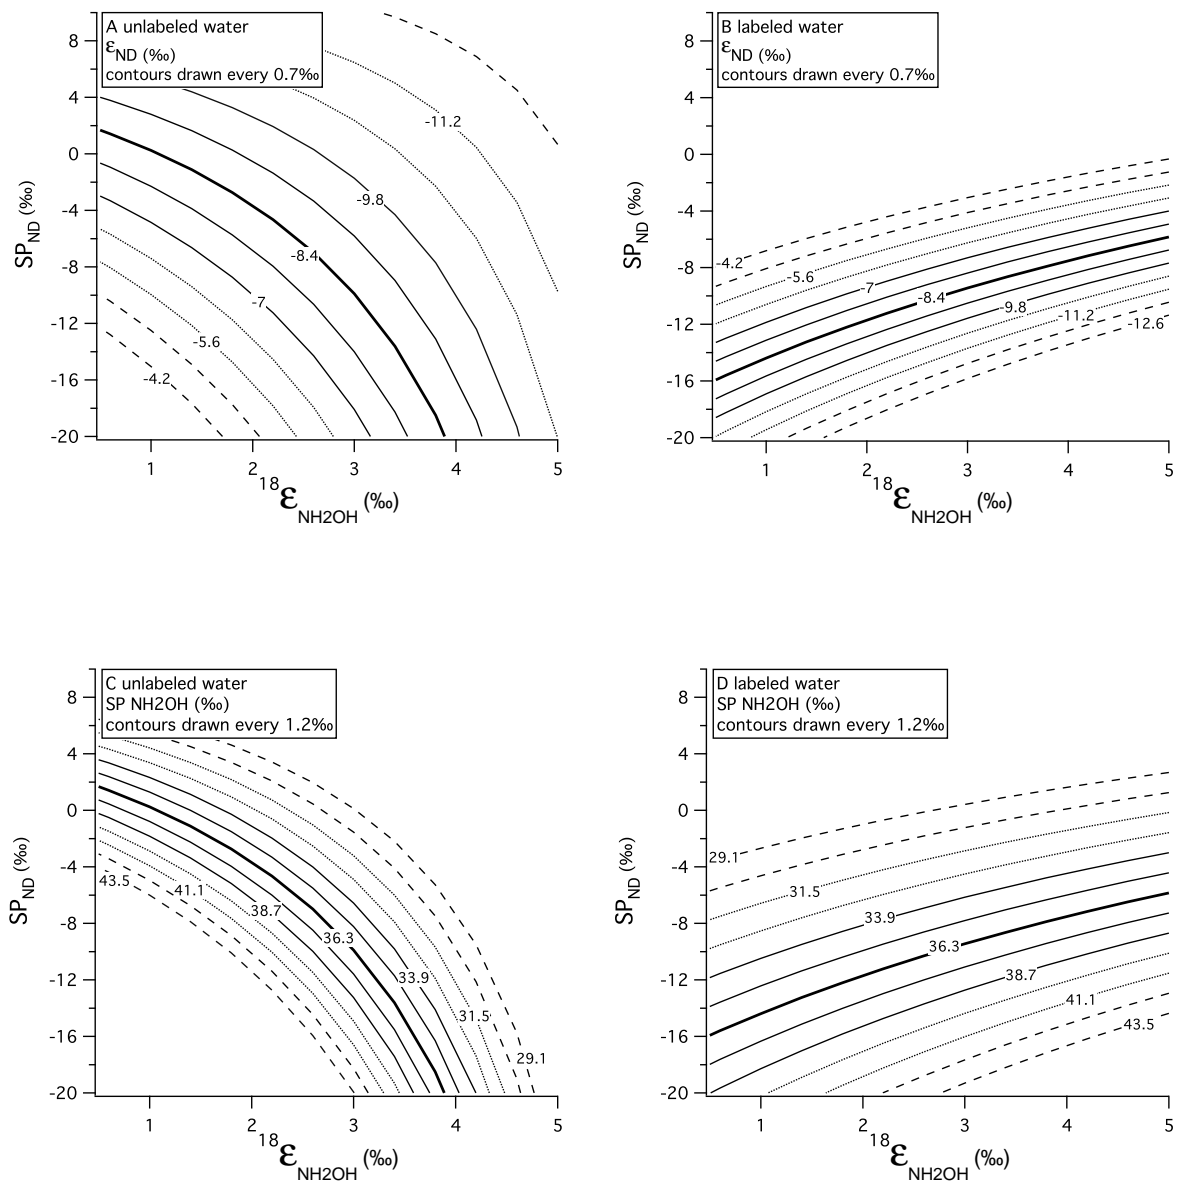 A unlabeled water
εND (‰)
contours drawn every 0.7‰
8
4
0
-4
-8
-12
-16
-20
SPND (‰)
-11.2
-9.8
-8.4
-7
-5.6
-4.2
1 2 3 4 5
18εNH2OH (‰)
B labeled water
εND (‰)
contours drawn every 0.7‰
8
4
0
-4
-8
-12
-16
-20
SPND (‰)
-4.2
-5.6
-7
-8.4
-9.8
-11.2
-12.6
1 2 3 4 5
18εNH2OH (‰)
C unlabeled water
SP NH2OH (‰)
contours drawn every 1.2‰
8
4
0
-4
-8
-12
-16
-20
SPND (‰)
43.5
41.1
38.7
36.3
33.9
31.5
29.1
1 2 3 4 5
18εNH2OH (‰)
D labeled water
SP NH2OH (‰)
contours drawn every 1.2‰
8
4
0
-4
-8
-12
-16
-20
SPND (‰)
29.1
31.5
33.9
36.3
38.7
41.1
43.5
1 2 3 4 5
18εNH2OH (‰)